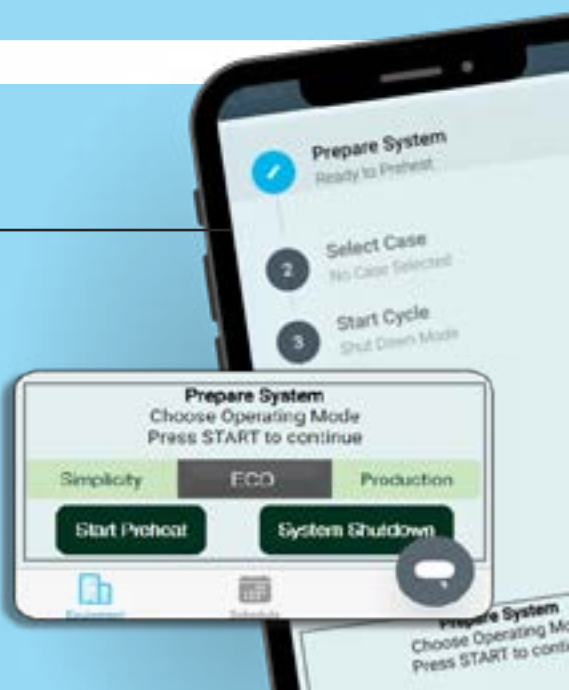 Prepare System
Ready to Preheat
2
Select Case
No Case Selected
3
Start Cycle
Shut Down Mode
Prepare System
Choose Operating Mode
Press START to continue
Simplicity
ECO
Production
Start Preheat
System Shutdown
Equipment
Schedule
Prepare System
Choose Operating Mo
Press START to conti